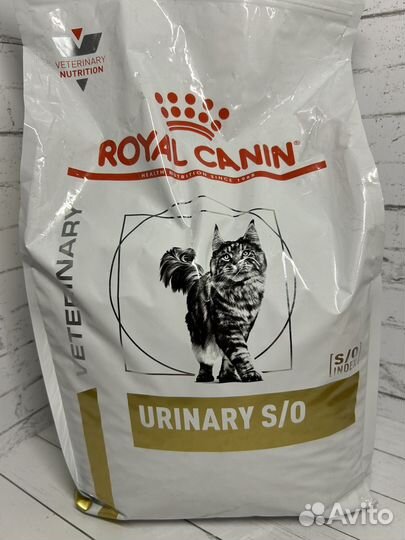 VETERINARY
NUTRITION
ROYAL CANIN
HEALTH NUTRITION SINCE 1968
VETERINARY
[S/O
INDEX]
URINARY S/O
Avito